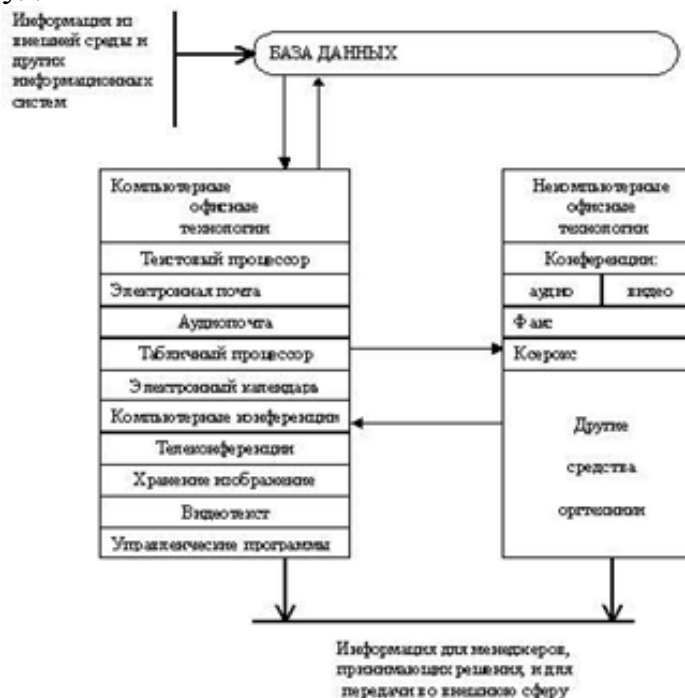 Информация из
внешней среды и
других
информационных
систем
БАЗА ДАННЫХ
Компьютерные
офисные
технологии
Текстовый процессор
Электронная почта
Аудиопочта
Табличный процессор
Электронный календарь
Компьютерные конференции
Телеконференции
Хранение изображение
Видеотекст
Управленческие программы
Некомпьютерные
офисные
технологии
Конференции:
аудио
видео
Факс
Ксерокс
Другие
средства
оргтехники
Информация для менеджеров,
принимающих решения, и для
передачи во внешнюю сферу